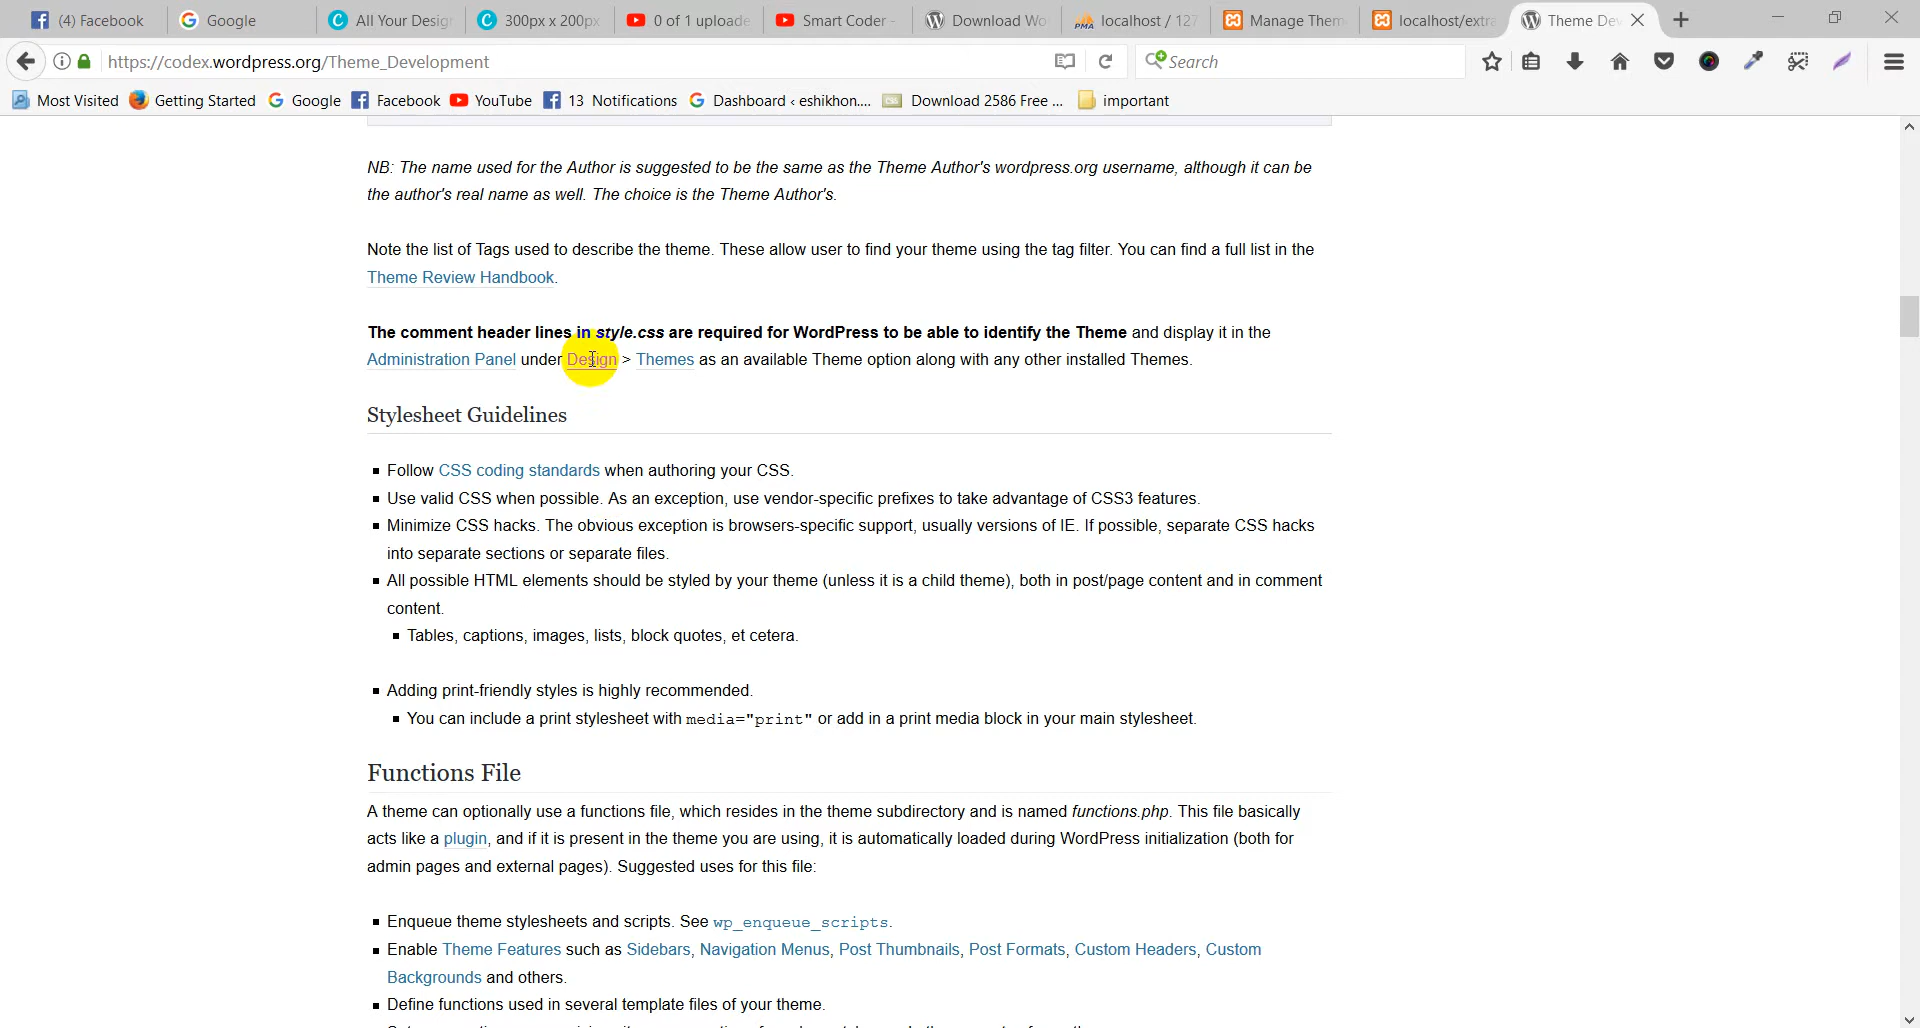 (4) Facebook
Google
All Your Desig
300px x 200px
0 of 1 uploade
Smart Coder -
Download Wo
localhost / 127
Manage Them
localhost/extra
Theme Dev
https://codex.wordpress.org/Theme_Development
Search
Most Visited
Getting Started
Google
Facebook
YouTube
13 Notifications
Dashboard ‹ eshikhon....
Download 2586 Free ...
important
NB: The name used for the Author is suggested to be the same as the Theme Author's wordpress.org username, although it can be
the author's real name as well. The choice is the Theme Author's.
Note the list of Tags used to describe the theme. These allow user to find your theme using the tag filter. You can find a full list in the
Theme Review Handbook.
The comment header lines in style.css are required for WordPress to be able to identify the Theme and display it in the
Administration Panel under Design > Themes as an available Theme option along with any other installed Themes.
Stylesheet Guidelines
Follow CSS coding standards when authoring your CSS.
Use valid CSS when possible. As an exception, use vendor-specific prefixes to take advantage of CSS3 features.
Minimize CSS hacks. The obvious exception is browsers-specific support, usually versions of IE. If possible, separate CSS hacks
into separate sections or separate files.
All possible HTML elements should be styled by your theme (unless it is a child theme), both in post/page content and in comment
content.
Tables, captions, images, lists, block quotes, et cetera.
Adding print-friendly styles is highly recommended.
You can include a print stylesheet with media="print" or add in a print media block in your main stylesheet.
Functions File
A theme can optionally use a functions file, which resides in the theme subdirectory and is named functions.php. This file basically
acts like a plugin, and if it is present in the theme you are using, it is automatically loaded during WordPress initialization (both for
admin pages and external pages). Suggested uses for this file:
Enqueue theme stylesheets and scripts. See wp_enqueue_scripts.
Enable Theme Features such as Sidebars, Navigation Menus, Post Thumbnails, Post Formats, Custom Headers, Custom
Backgrounds and others.
Define functions used in several template files of your theme.